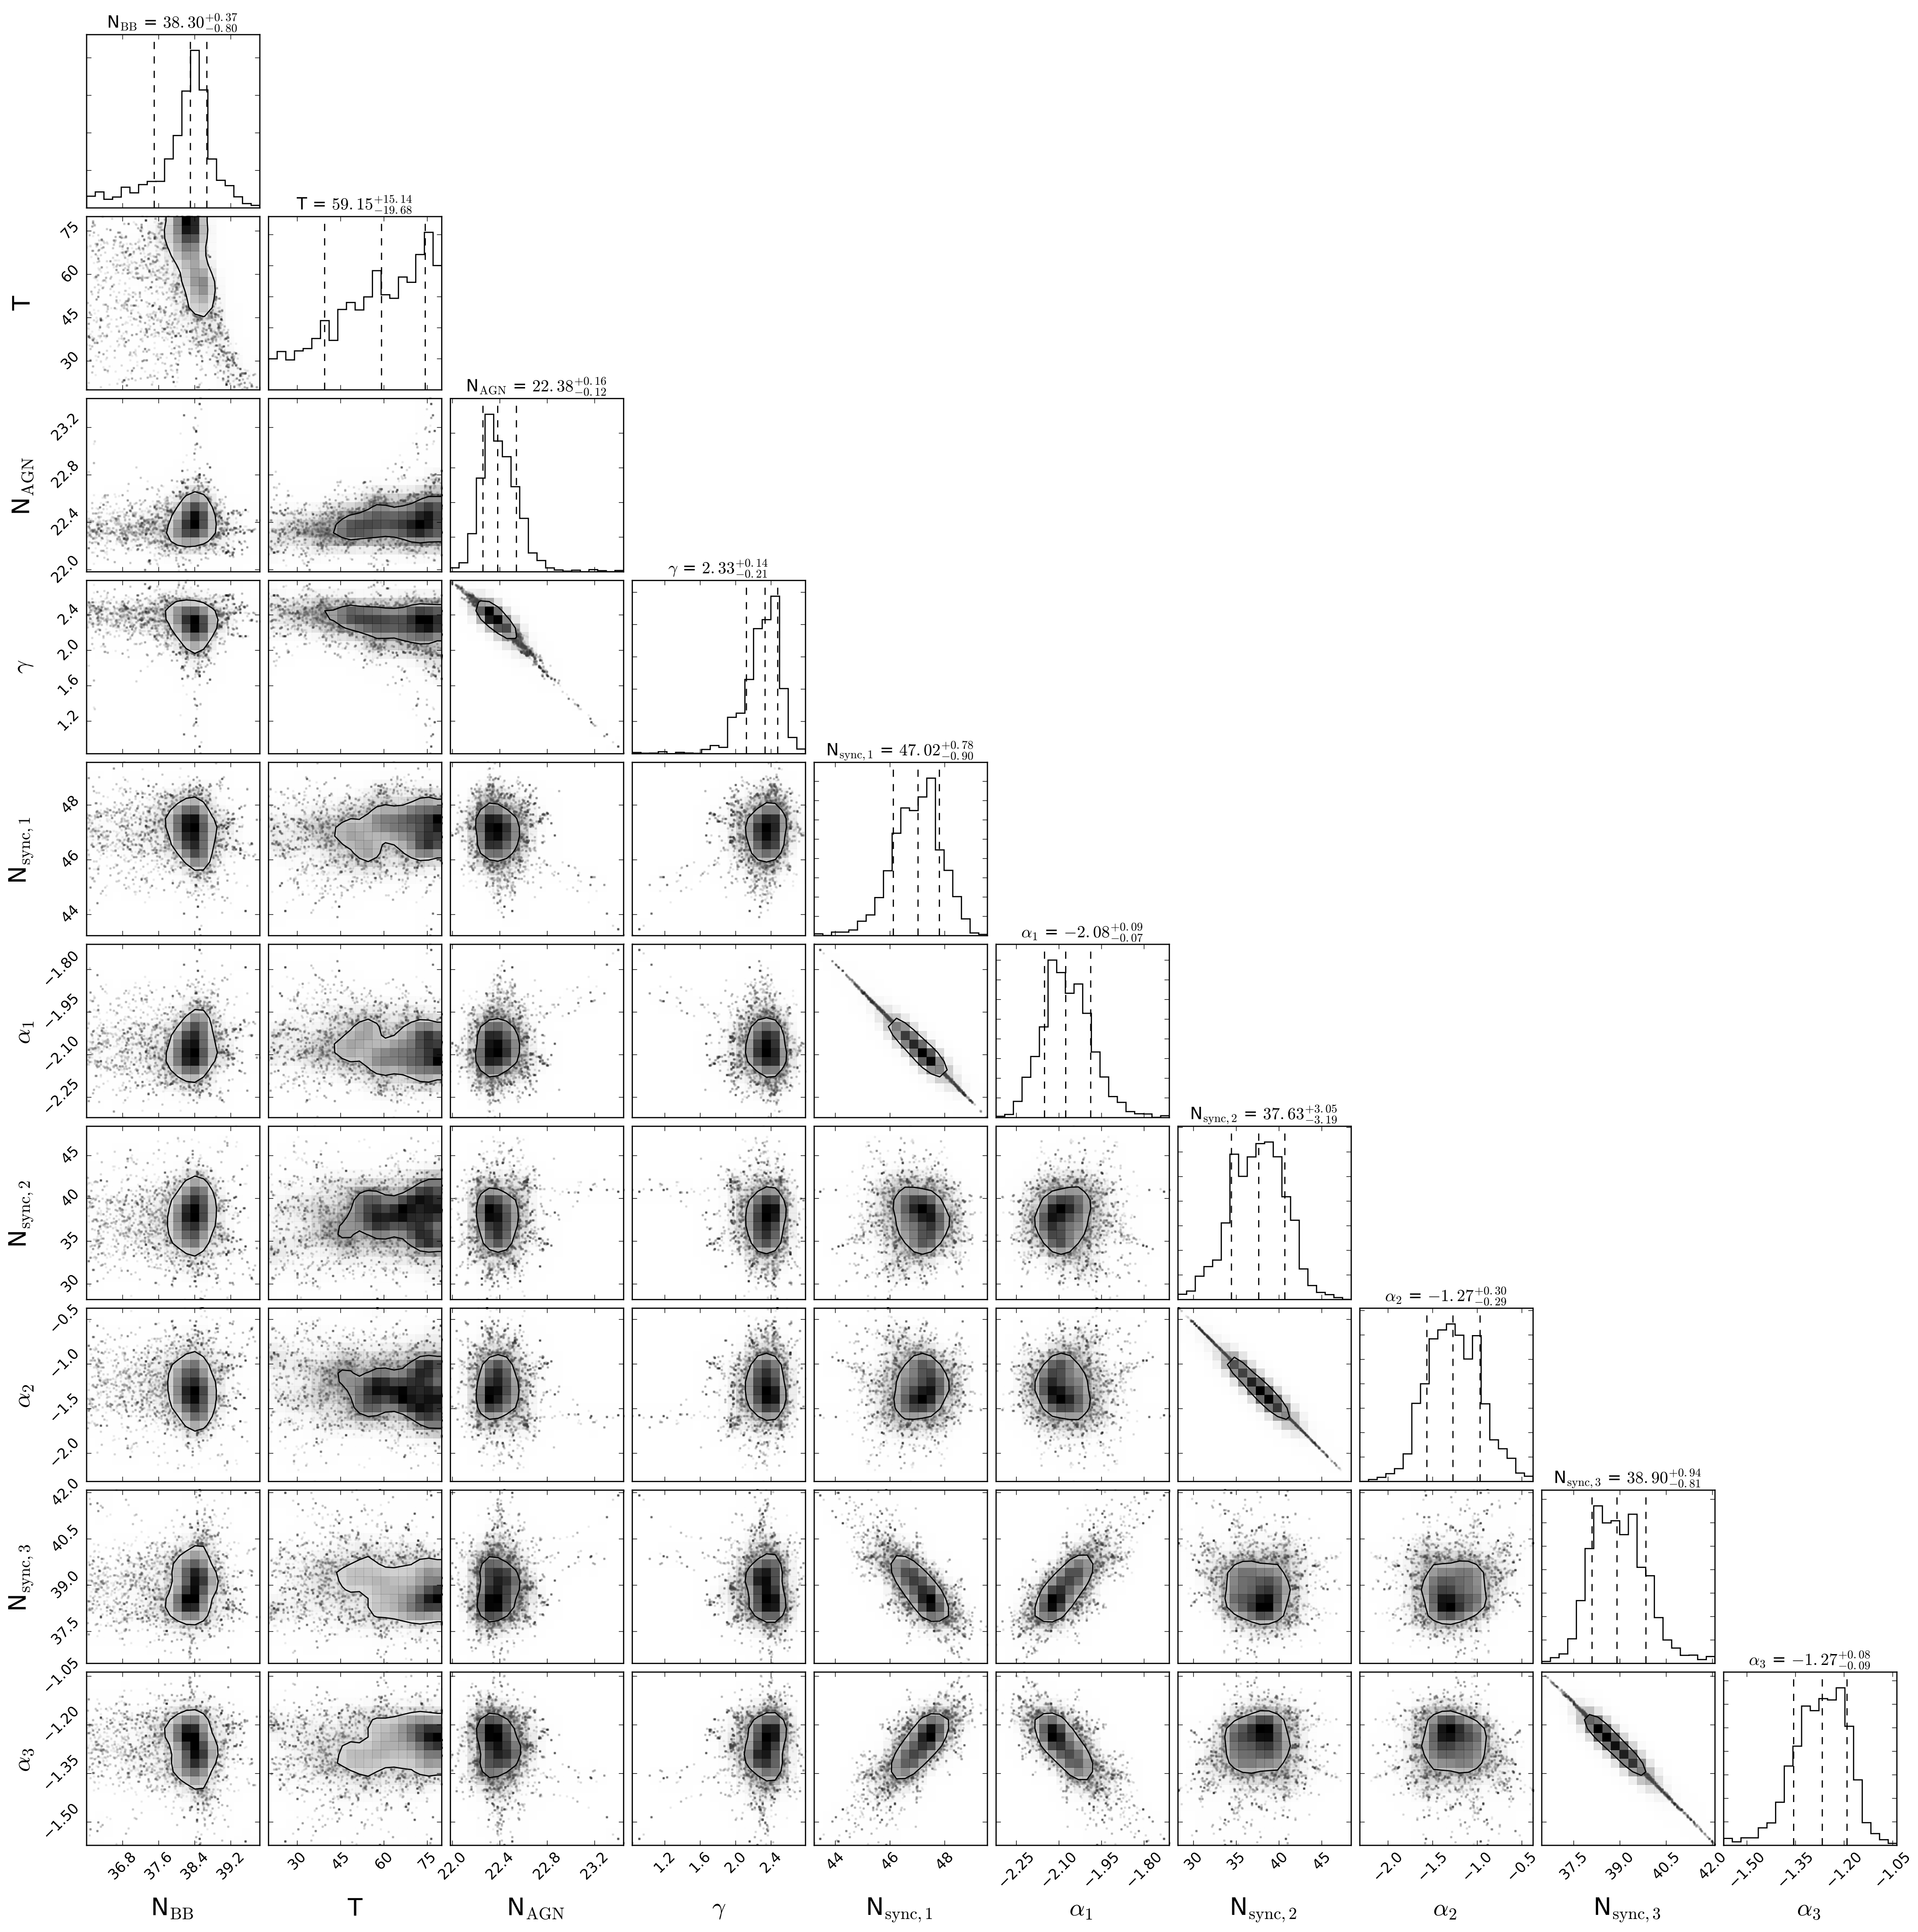 N_BB = 38.30^{+0.37}_{-0.80}
T = 59.15^{+15.14}_{-19.68}
75
60
45
30
T
N_AGN = 22.38^{+0.16}_{-0.12}
23.2
22.8
22.4
22.0
N_AGN
γ = 2.33^{+0.14}_{-0.21}
2.4
2.0
1.6
1.2
γ
N_sync,1 = 47.02^{+0.78}_{-0.90}
48
46
44
N_sync,1
α_1 = −2.08^{+0.09}_{-0.07}
−1.80
−1.95
−2.10
−2.25
α_1
N_sync,2 = 37.63^{+3.05}_{-3.19}
45
40
35
30
N_sync,2
α_2 = −1.27^{+0.30}_{-0.29}
−0.5
−1.0
−1.5
−2.0
α_2
N_sync,3 = 38.90^{+0.94}_{-0.81}
42.0
40.5
39.0
37.5
N_sync,3
α_3 = −1.27^{+0.08}_{-0.09}
−1.05
−1.20
−1.35
−1.50
α_3
36.8 37.6 38.4 39.2 30 45 60 75 22.0 22.4 22.8 23.2 1.2 1.6 2.0 2.4 44 46 48 −2.25 −2.10 −1.95 −1.80 30 35 40 45 −2.0 −1.5 −1.0 −0.5 37.5 39.0 40.5 42.0 −1.50 −1.35 −1.20 −1.05
N_BB T N_AGN γ N_sync,1 α_1 N_sync,2 α_2 N_sync,3 α_3